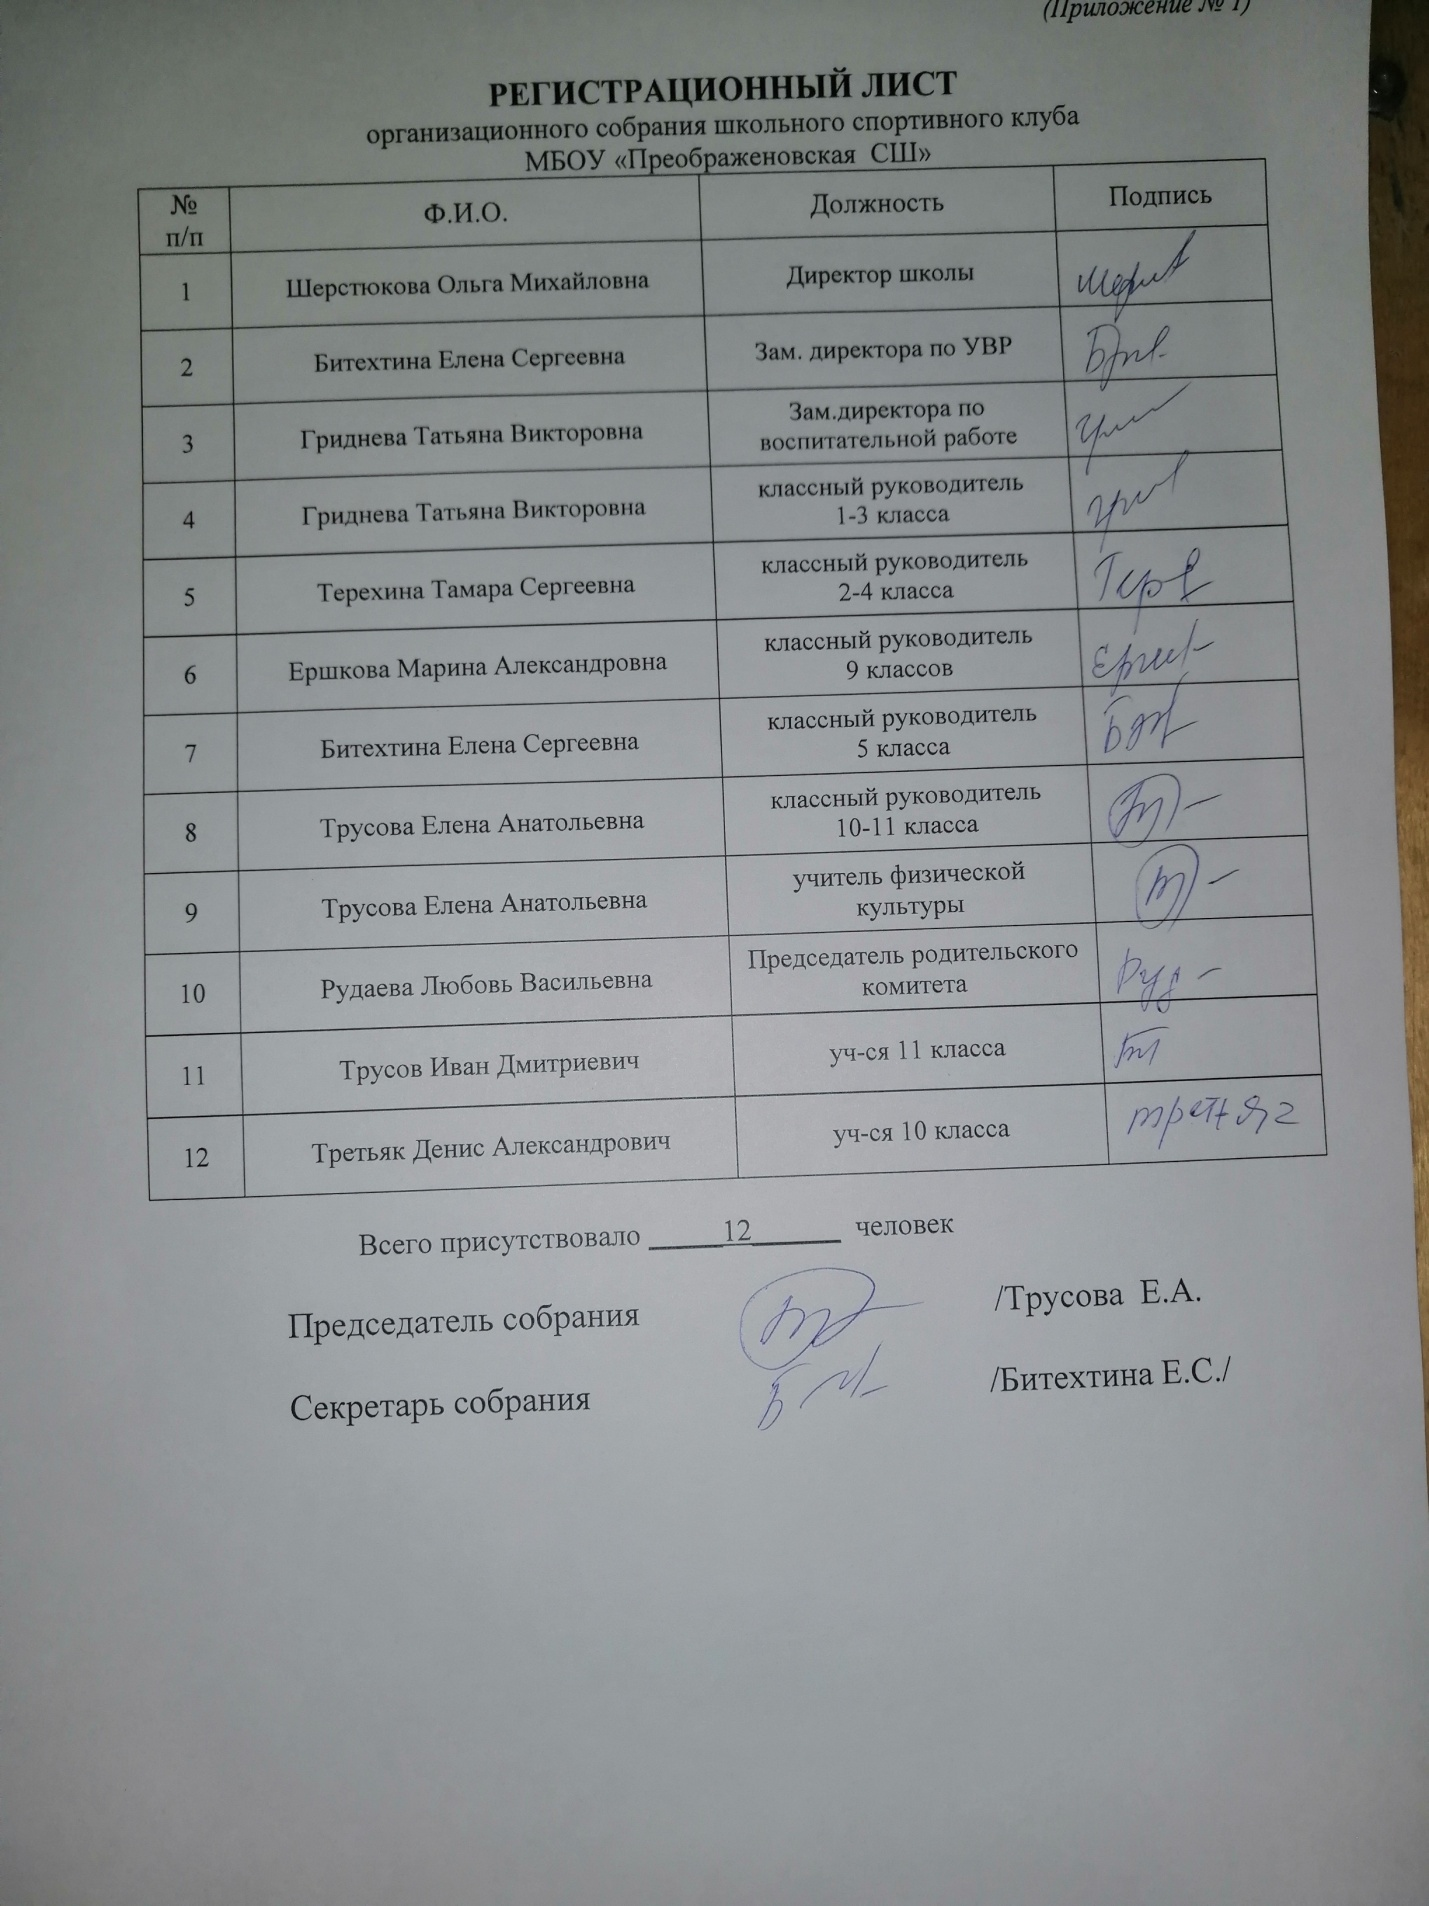 (Приложение № 1)
РЕГИСТРАЦИОННЫЙ ЛИСТ
организационного собрания школьного спортивного клуба
МБОУ «Преображеновская СШ»
№ п/п Ф.И.О. Должность Подпись
1 Шерстюкова Ольга Михайловна Директор школы
2 Битехтина Елена Сергеевна Зам. директора по УВР
3 Гриднева Татьяна Викторовна Зам.директора по
воспитательной работе
4 Гриднева Татьяна Викторовна классный руководитель
1-3 класса
5 Терехина Тамара Сергеевна классный руководитель
2-4 класса
6 Ершкова Марина Александровна классный руководитель
9 классов
7 Битехтина Елена Сергеевна классный руководитель
5 класса
8 Трусова Елена Анатольевна классный руководитель
10-11 класса
9 Трусова Елена Анатольевна учитель физической
культуры
10 Рудаева Любовь Васильевна Председатель родительского
комитета
11 Трусов Иван Дмитриевич уч-ся 11 класса
12 Третьяк Денис Александрович уч-ся 10 класса
Всего присутствовало _____12______ человек
Председатель собрания /Трусова Е.А.
Секретарь собрания /Битехтина Е.С./